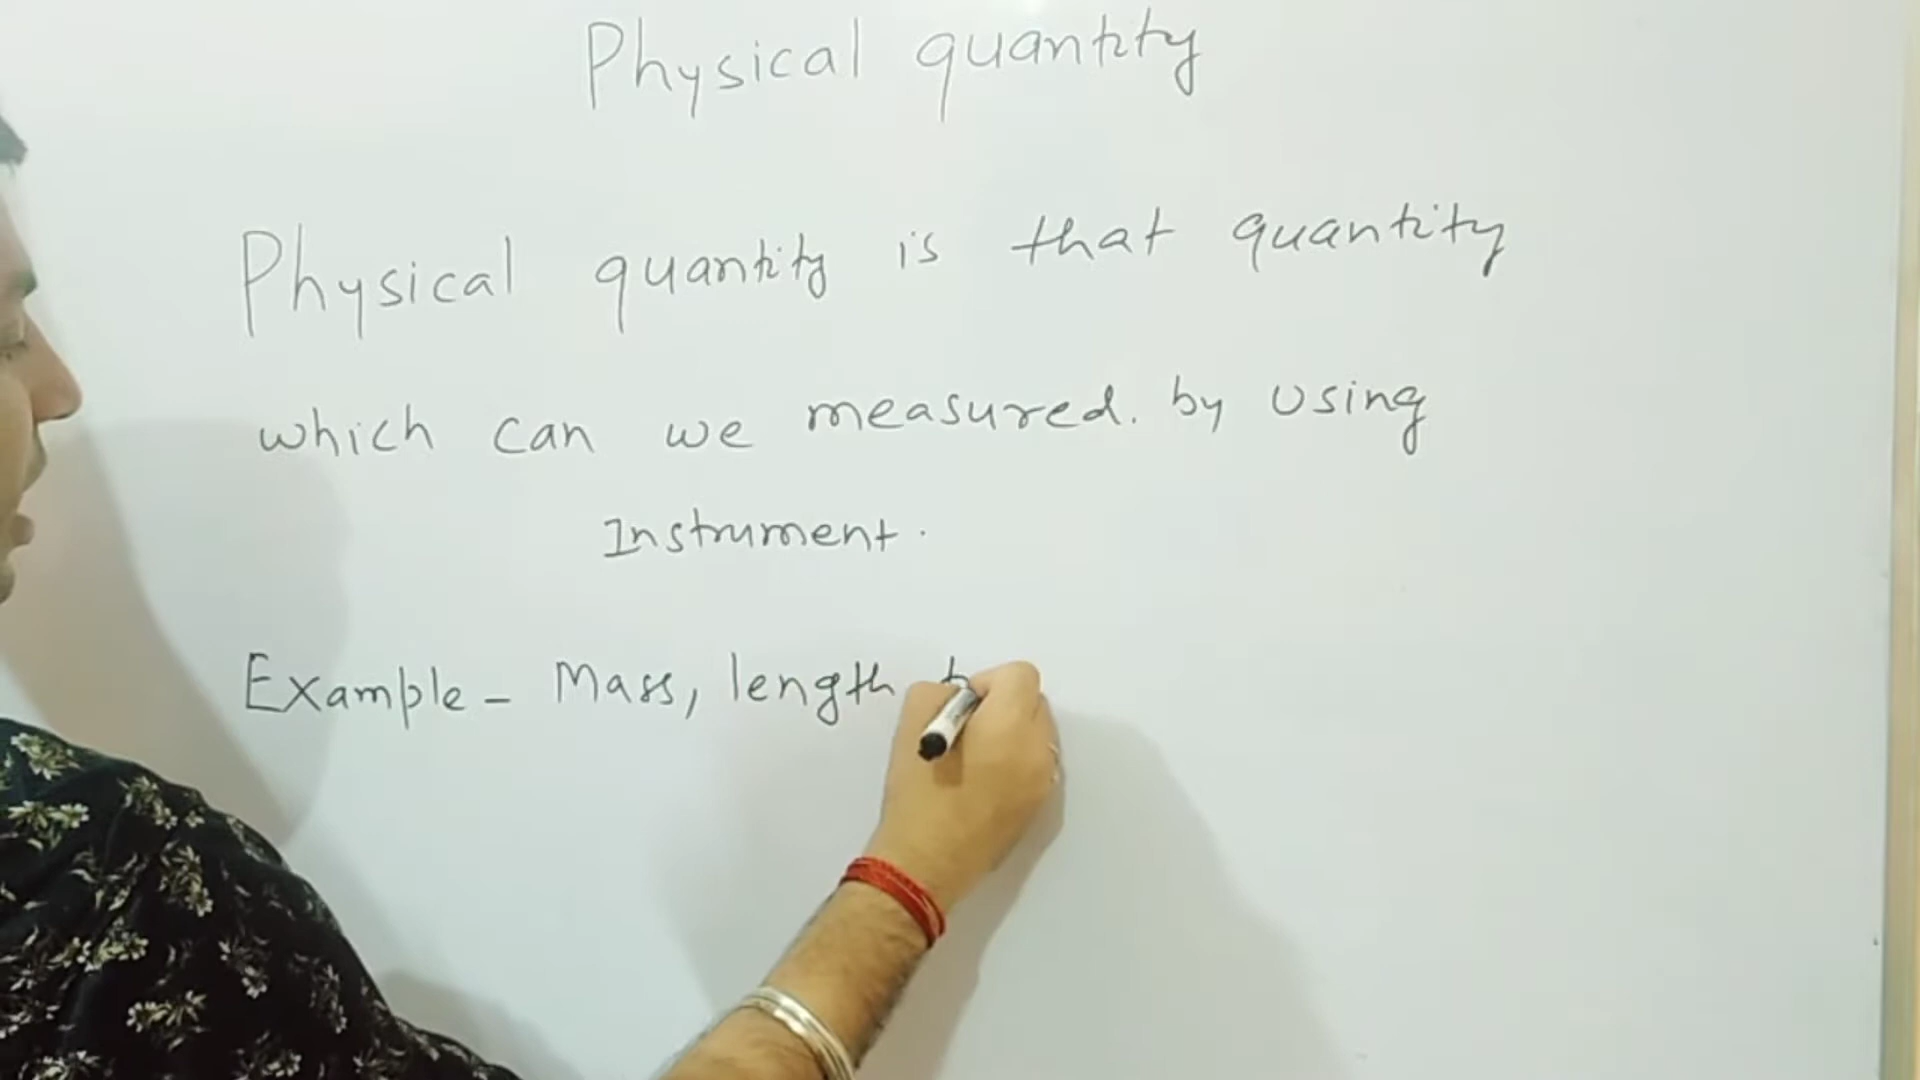 Physical quantity
Physical quantity is that quantity
which can we measured. by using
Instrument.
Example - Mass, length